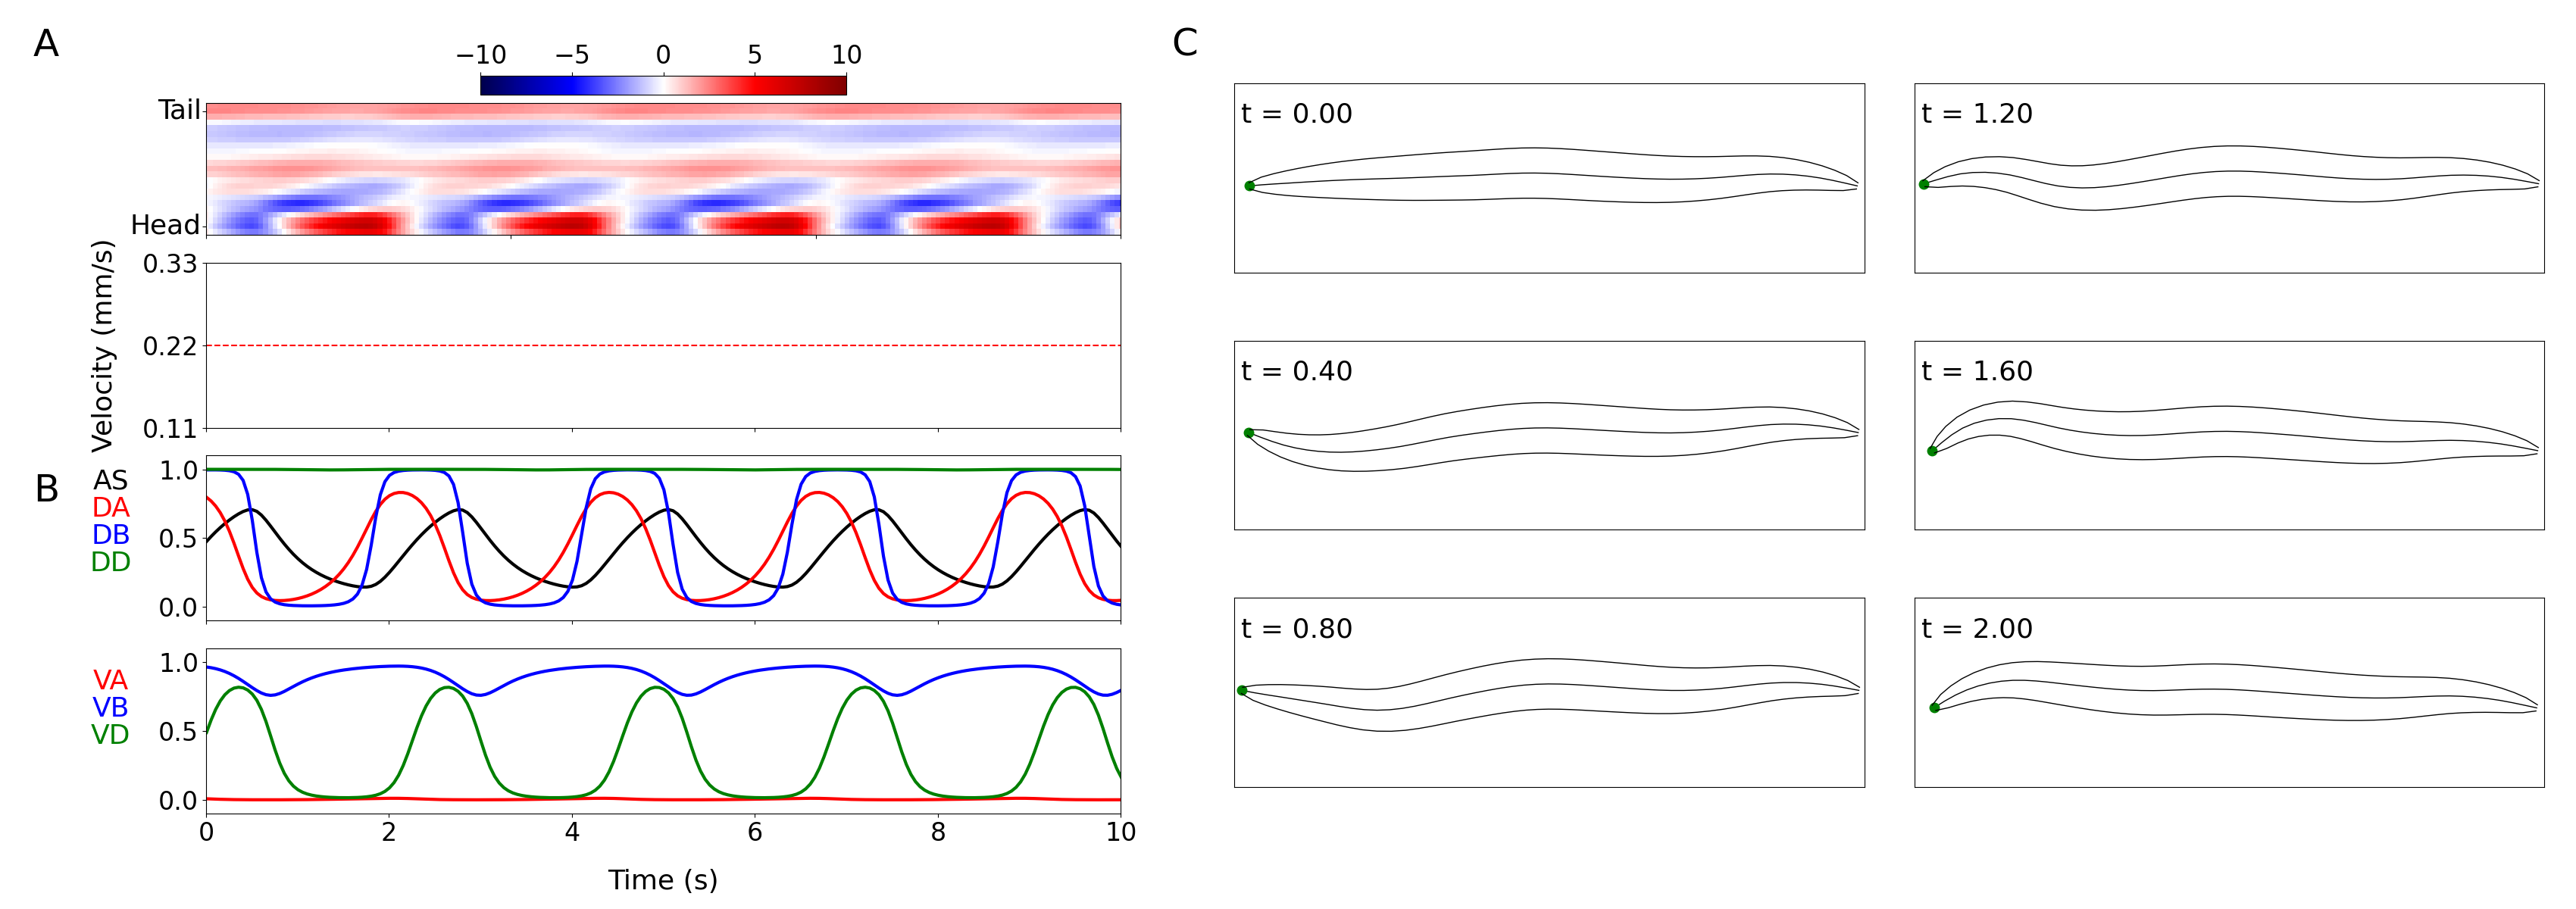 A
−10 −5 0 5 10
Tail
Head
Velocity (mm/s)
0.33
0.22
0.11
B
AS
DA
DB
DD
1.0
0.5
0.0
VA
VB
VD
1.0
0.5
0.0
0 2 4 6 8 10
Time (s)
C
t = 0.00
t = 1.20
t = 0.40
t = 1.60
t = 0.80
t = 2.00